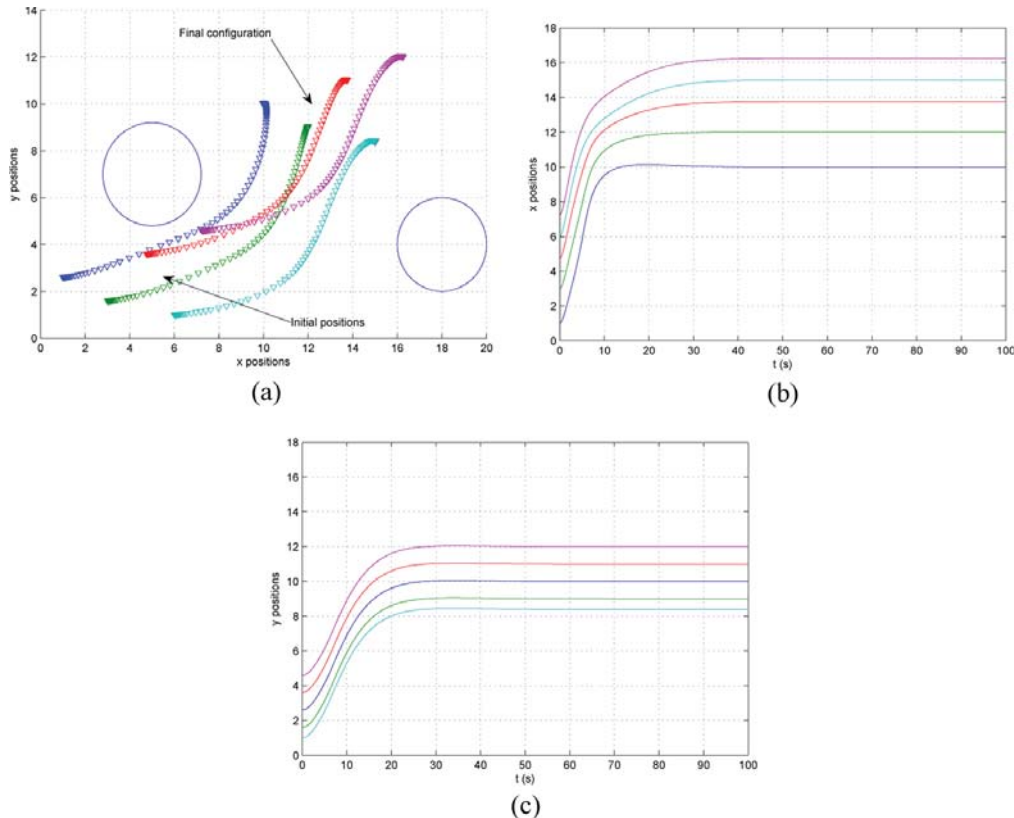 14
12
10
8
6
4
2
0
Final configuration
Initial positions
y positions
0 2 4 6 8 10 12 14 16 18 20
x positions
(a)
18
16
14
12
10
8
6
4
2
0
x positions
0 10 20 30 40 50 60 70 80 90 100
t (s)
(b)
18
16
14
12
10
8
6
4
2
0
y positions
0 10 20 30 40 50 60 70 80 90 100
t (s)
(c)